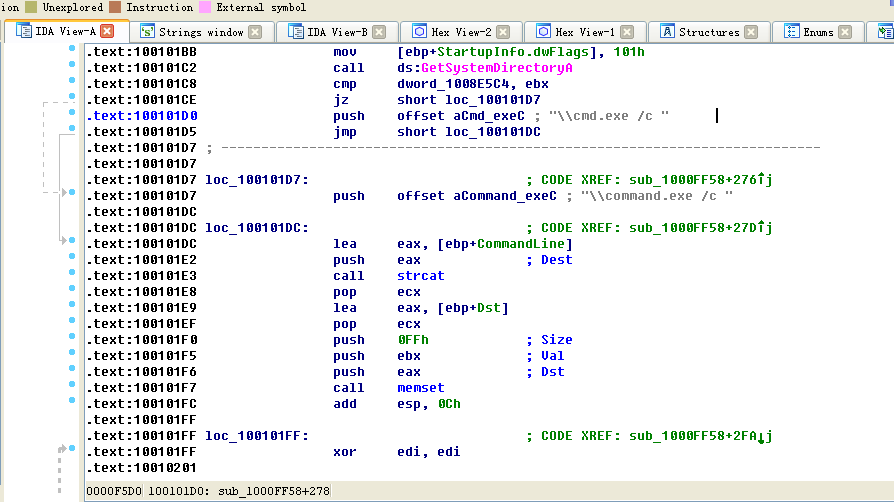 ion Unexplored Instruction External symbol
IDA View-A Strings window IDA View-B Hex View-2 Hex View-1 Structures Enums
.text:100101BB mov [ebp+StartupInfo.dwFlags], 101h
.text:100101C2 call ds:GetSystemDirectoryA
.text:100101C8 cmp dword_1008E5C4, ebx
.text:100101CE jz short loc_100101D7
.text:100101D0 push offset aCmd_exeC ; "\\cmd.exe /c "
.text:100101D5 jmp short loc_100101DC
.text:100101D7 ; ---------------------------------------------------------------------------
.text:100101D7
.text:100101D7 loc_100101D7: ; CODE XREF: sub_1000FF58+276↑j
.text:100101D7 push offset aCommand_exeC ; "\\command.exe /c "
.text:100101DC
.text:100101DC loc_100101DC: ; CODE XREF: sub_1000FF58+27D↑j
.text:100101DC lea eax, [ebp+CommandLine]
.text:100101E2 push eax ; Dest
.text:100101E3 call strcat
.text:100101E8 pop ecx
.text:100101E9 lea eax, [ebp+Dst]
.text:100101EF pop ecx
.text:100101F0 push 0FFh ; Size
.text:100101F5 push ebx ; Val
.text:100101F6 push eax ; Dst
.text:100101F7 call memset
.text:100101FC add esp, 0Ch
.text:100101FF
.text:100101FF loc_100101FF: ; CODE XREF: sub_1000FF58+2FA↓j
.text:100101FF xor edi, edi
.text:10010201
0000F5D0 100101D0: sub_1000FF58+278